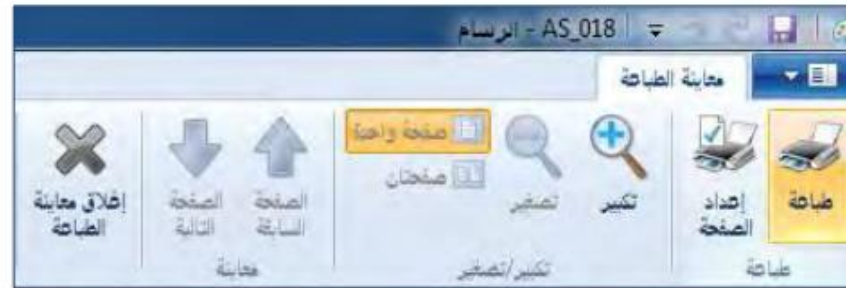 AS_018 - الرسام
معاينة الطباعة
طباعة
إعداد الصفحة
تكبير
تصغير
صفحة واحدة
صفحتان
الصفحة السابقة
الصفحة التالية
إغلاق معاينة الطباعة
طباعة
تكبير/تصغير
معاينة